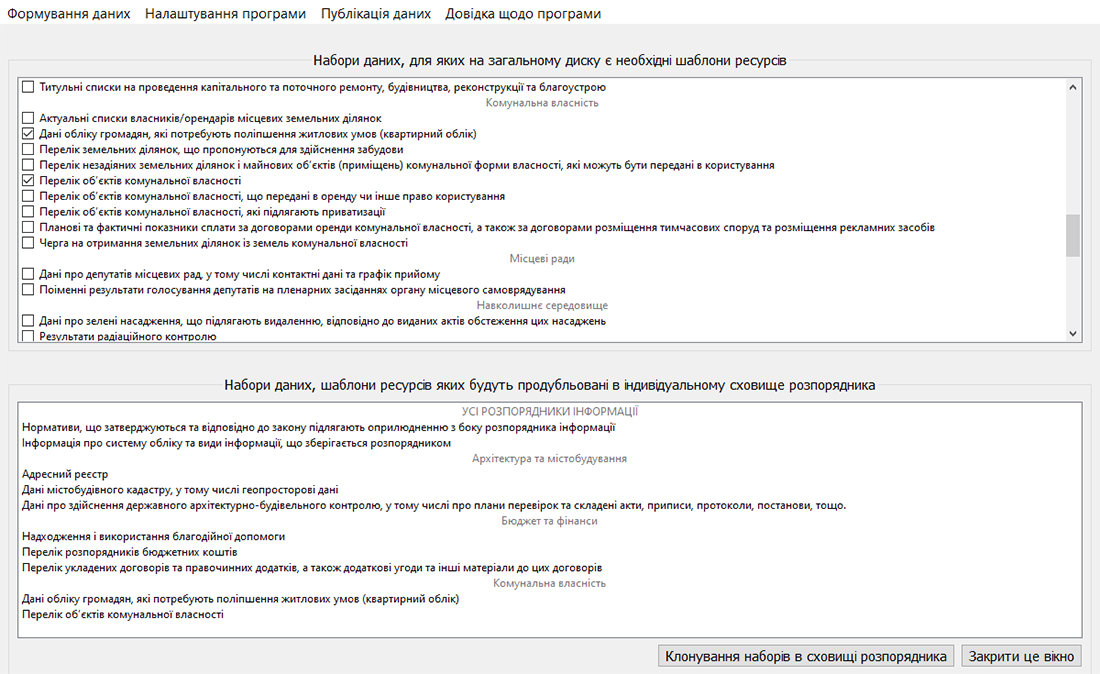 Формування даних Налаштування програми Публікація даних Довідка щодо програми
Набори даних, для яких на загальному диску є необхідні шаблони ресурсів
Титульні списки на проведення капітального та поточного ремонту, будівництва, реконструкції та благоустрою
Комунальна власність
Актуальні списки власників/орендарів місцевих земельних ділянок
Дані обліку громадян, які потребують поліпшення житлових умов (квартирний облік)
Перелік земельних ділянок, що пропонуються для здійснення забудови
Перелік незадіяних земельних ділянок і майнових об'єктів (приміщень) комунальної форми власності, які можуть бути передані в користування
Перелік об'єктів комунальної власності
Перелік об'єктів комунальної власності, що передані в оренду чи інше право користування
Перелік об'єктів комунальної власності, які підлягають приватизації
Планові та фактичні показники сплати за договорами оренди комунальної власності, а також за договорами розміщення тимчасових споруд та розміщення рекламних засобів
Черга на отримання земельних ділянок із земель комунальної власності
Місцеві ради
Дані про депутатів місцевих рад, у тому числі контактні дані та графік прийому
Поіменні результати голосування депутатів на пленарних засіданнях органу місцевого самоврядування
Навколишнє середовище
Дані про зелені насадження, що підлягають видаленню, відповідно до виданих актів обстеження цих насаджень
Результати радіаційного контролю
Набори даних, шаблони ресурсів яких будуть продубльовані в індивідуальному сховище розпорядника
УСІ РОЗПОРЯДНИКИ ІНФОРМАЦІЇ
Нормативи, що затверджуються та відповідно до закону підлягають оприлюдненню з боку розпорядника інформації
Інформація про систему обліку та види інформації, що зберігається розпорядником
Архітектура та містобудування
Адресний реєстр
Дані містобудівного кадастру, у тому числі геопросторові дані
Дані про здійснення державного архітектурно-будівельного контролю, у тому числі про плани перевірок та складені акти, приписи, протоколи, постанови, тощо.
Бюджет та фінанси
Надходження і використання благодійної допомоги
Перелік розпорядників бюджетних коштів
Перелік укладених договорів та правочинних додатків, а також додаткові угоди та інші матеріали до цих договорів
Комунальна власність
Дані обліку громадян, які потребують поліпшення житлових умов (квартирний облік)
Перелік об'єктів комунальної власності
Клонування наборів в сховищі розпорядника Закрити це вікно